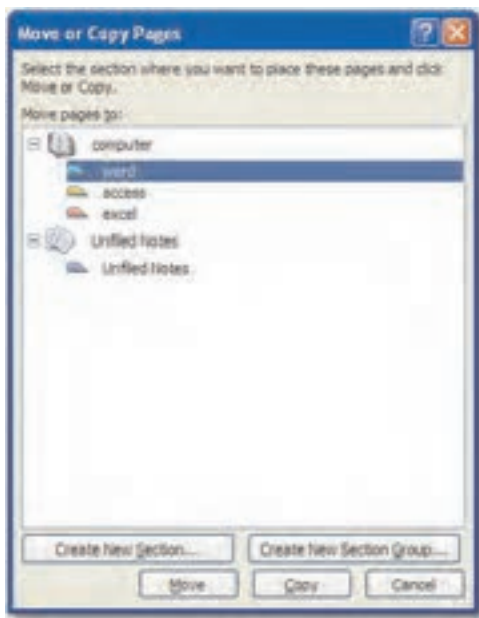 Move or Copy Pages
Select the section where you want to place these pages and click
Move or Copy.
Move pages to:
computer
word
access
excel
Unfiled Notes
Unfiled Notes
Create New Section...
Create New Section Group...
Move
Copy
Cancel